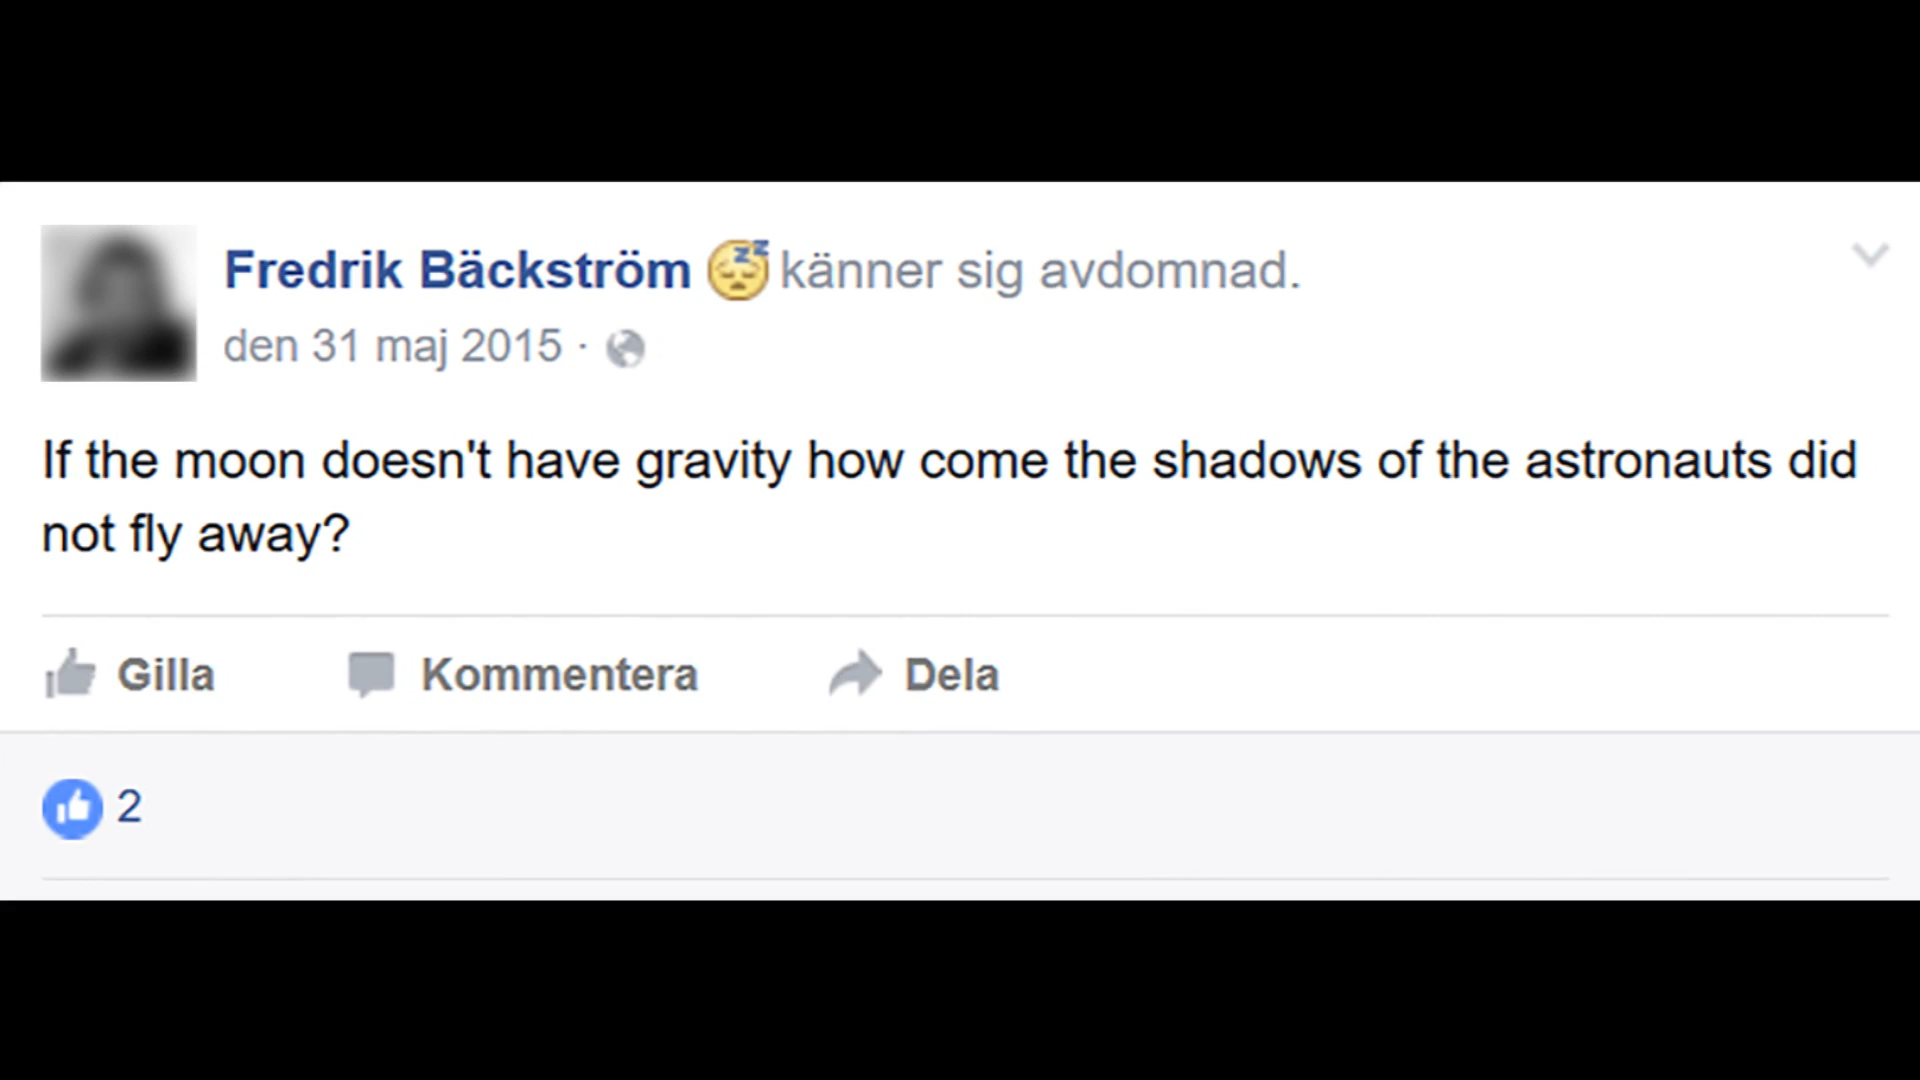 Fredrik Bäckström 😴 känner sig avdomnad.
den 31 maj 2015 ·
If the moon doesn't have gravity how come the shadows of the astronauts did
not fly away?
Gilla Kommentera Dela
2